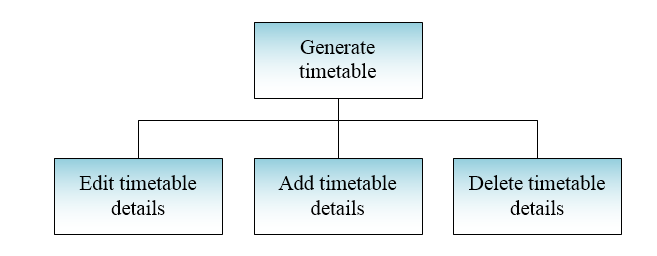 Generate
timetable
Edit timetable
details
Add timetable
details
Delete timetable
details